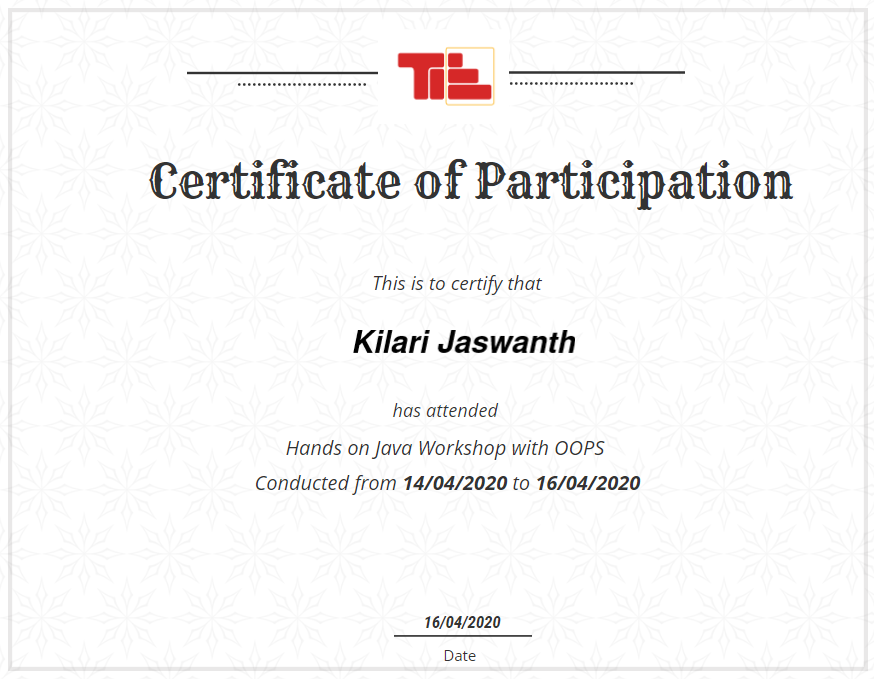 Certificate of Participation
This is to certify that
Kilari Jaswanth
has attended
Hands on Java Workshop with OOPS
Conducted from 14/04/2020 to 16/04/2020
16/04/2020
Date